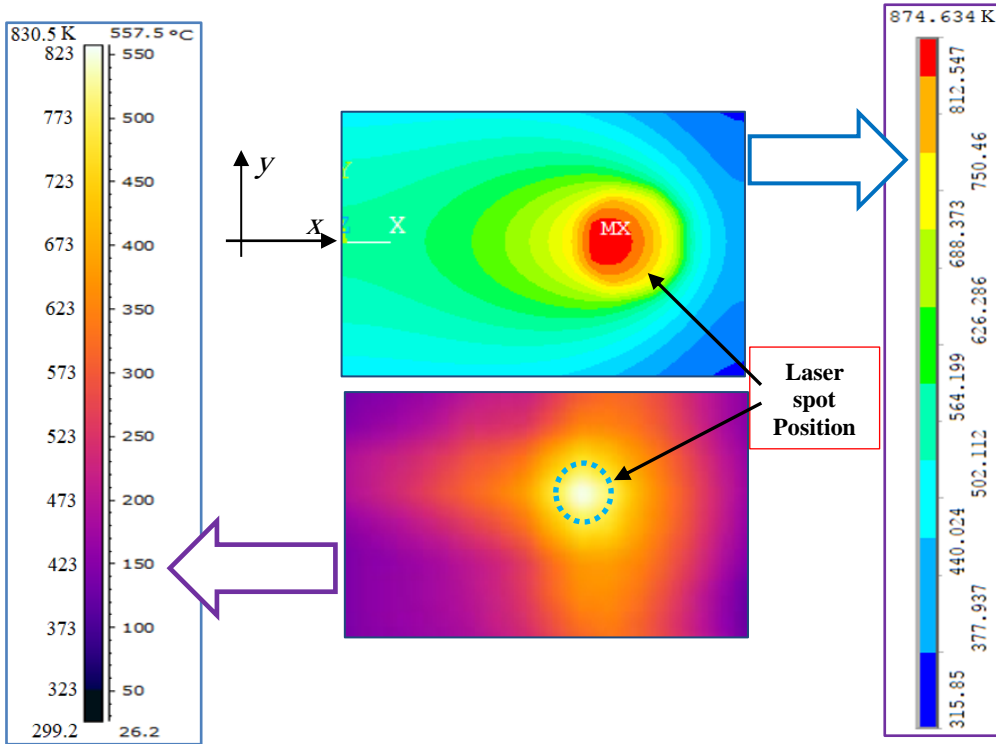 830.5 K 557.5 °C
823 550
773 500
723 450
673 400
623 350
573 300
523 250
473 200
423 150
373 100
323 50
299.2 26.2
y
x
Y
Z
X
MX
Laser
spot
Position
874.634 K
812.547
750.46
688.373
626.286
564.199
502.112
440.024
377.937
315.85